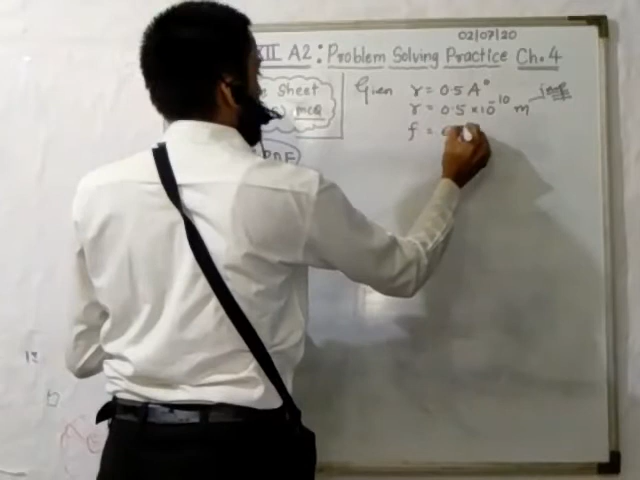 02/07/20
XII A2: Problem Solving Practice Ch. 4
Sheet
MCQ
PDF
Given r = 0.5 A°
r = 0.5 × 10⁻¹⁰ m
f =